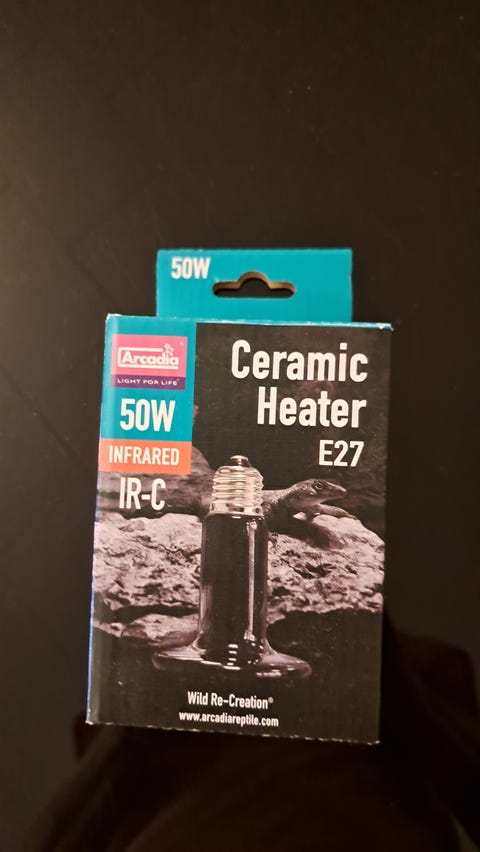 50W
Arcadia
LIGHT FOR LIFE
50W
INFRARED
IR-C
Ceramic
Heater
E27
Wild Re-Creation®
www.arcadiareptile.com